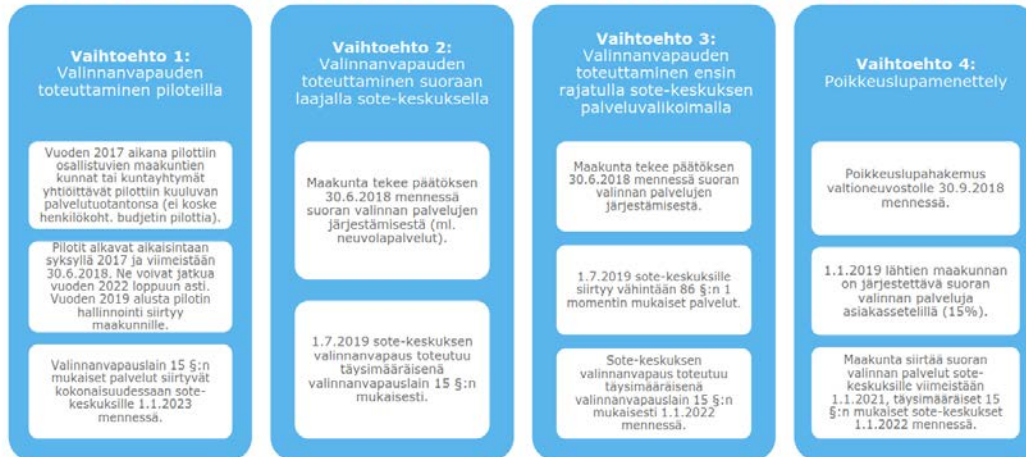 Vaihtoehto 1:
Valinnanvapauden
toteuttaminen piloteilla
Vuoden 2017 aikana pilottiin
osallistuvien maakuntien
kunnat tai kuntayhtymät
yhtiöittävät pilottiin kuuluvan
palvelutuotantonsa (ei koske
henkilökoht. budjetin pilottia).
Pilotit alkavat aikaisintaan
syksyllä 2017 ja viimeistään
30.6.2018. Ne voivat jatkua
vuoden 2022 loppuun asti.
Vuoden 2019 alusta pilotin
hallinnointi siirtyy
maakunnille.
Valinnanvapauslain 15 §:n
mukaiset palvelut siirtyvät
kokonaisuudessaan sote-
keskuksille 1.1.2023
mennessä.
Vaihtoehto 2:
Valinnanvapauden
toteuttaminen suoraan
laajalla sote-keskuksella
Maakunta tekee päätöksen
30.6.2018 mennessä
suoran valinnan palvelujen
järjestämisestä (ml.
neuvolapalvelut).
1.7.2019 sote-keskuksen
valinnanvapaus toteutuu
täysimääräisenä
valinnanvapauslain 15 §:n
mukaisesti.
Vaihtoehto 3:
Valinnanvapauden
toteuttaminen ensin
rajatulla sote-keskuksen
palveluvalikoimalla
Maakunta tekee päätöksen
30.6.2018 mennessä suoran
valinnan palvelujen
järjestämisestä.
1.7.2019 sote-keskuksille
siirtyy vähintään 86 §:n 1
momentin mukaiset palvelut.
Sote-keskuksen
valinnanvapaus toteutuu
täysimääräisenä
valinnanvapauslain 15 §:n
mukaisesti 1.1.2022
mennessä.
Vaihtoehto 4:
Poikkeuslupamenettely
Poikkeuslupahakemus
valtioneuvostolle 30.9.2018
mennessä.
1.1.2019 lähtien maakunnan
on järjestettävä suoran
valinnan palveluja
asiakassetelillä (15%).
Maakunta siirtää suoran
valinnan palvelut sote-
keskuksille viimeistään
1.1.2021, täysimääräiset 15
§:n mukaiset sote-keskukset
1.1.2022 mennessä.